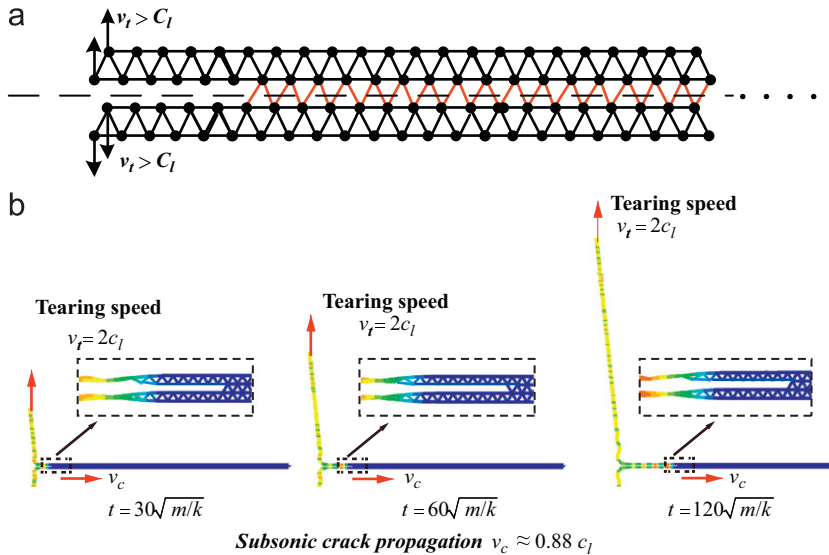 a
v_t > C_l
v_t > C_l
b
Tearing speed
v_t = 2c_l
Tearing speed
v_t = 2c_l
Tearing speed
v_t = 2c_l
v_c
v_c
v_c
t = 30√m/k
t = 60√m/k
t = 120√m/k
Subsonic crack propagation v_c ≈ 0.88 c_l